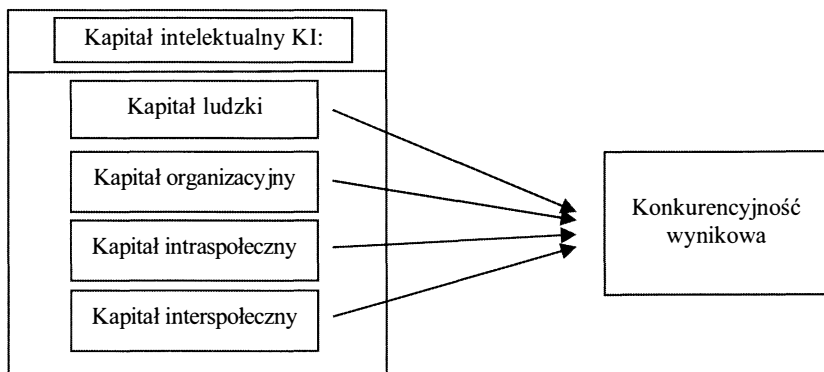 Kapitał intelektualny KI:
Kapitał ludzki
Kapitał organizacyjny
Kapitał intraspołeczny
Kapitał interspołeczny
Konkurencyjność
wynikowa